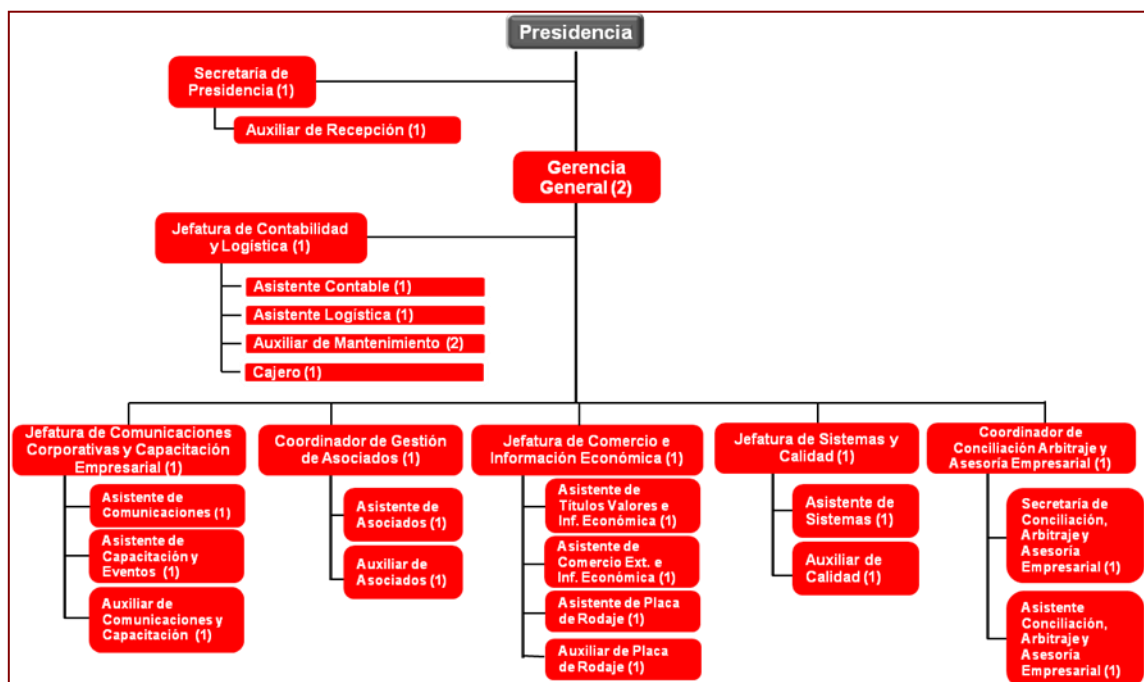 Presidencia
Secretaría de
Presidencia (1)
Auxiliar de Recepción (1)
Gerencia
General (2)
Jefatura de Contabilidad
y Logística (1)
Asistente Contable (1)
Asistente Logística (1)
Auxiliar de Mantenimiento (2)
Cajero (1)
Jefatura de Comunicaciones
Corporativas y Capacitación
Empresarial (1)
Asistente de
Comunicaciones (1)
Asistente de
Capacitación y
Eventos (1)
Auxiliar de
Comunicaciones y
Capacitación (1)
Coordinador de Gestión
de Asociados (1)
Asistente de
Asociados (1)
Auxiliar de
Asociados (1)
Jefatura de Comercio e
Información Económica (1)
Asistente de
Títulos Valores e
Inf. Económica (1)
Asistente de
Comercio Ext. e
Inf. Económica (1)
Asistente de Placa
de Rodaje (1)
Auxiliar de Placa
de Rodaje (1)
Jefatura de Sistemas y
Calidad (1)
Asistente de
Sistemas (1)
Auxiliar de
Calidad (1)
Coordinador de
Conciliación Arbitraje y
Asesoría Empresarial (1)
Secretaría de
Conciliación,
Arbitraje y
Asesoría
Empresarial (1)
Asistente
Conciliación,
Arbitraje y
Asesoría
Empresarial (1)